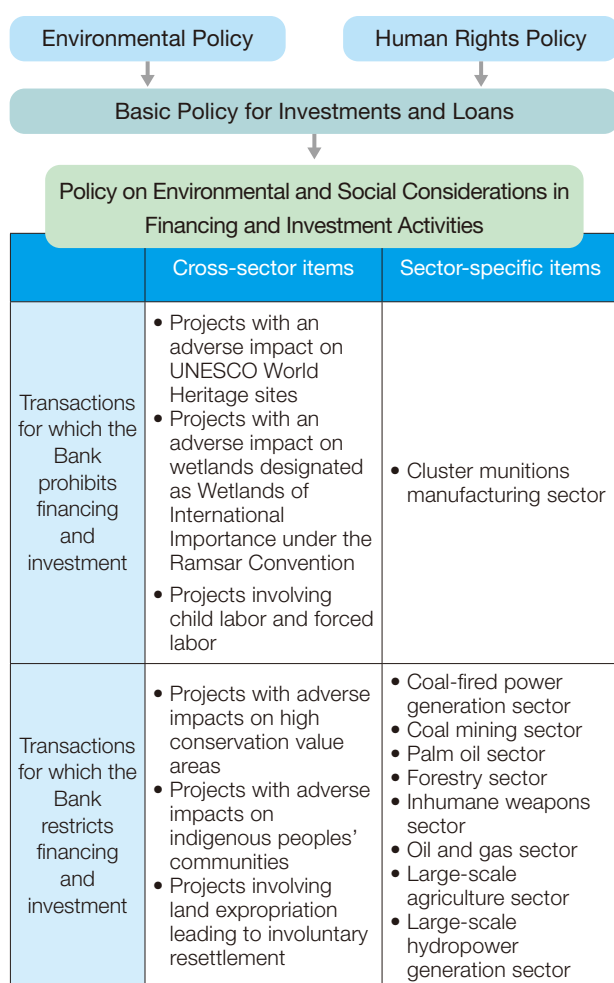 Environmental Policy
Human Rights Policy
Basic Policy for Investments and Loans
Policy on Environmental and Social Considerations in
Financing and Investment Activities
Cross-sector items
Sector-specific items
Transactions
for which the
Bank
prohibits
financing
and
investment
• Projects with an
adverse impact on
UNESCO World
Heritage sites
• Projects with an
adverse impact on
wetlands designated
as Wetlands of
International
Importance under the
Ramsar Convention
• Projects involving
child labor and forced
labor
• Cluster munitions
manufacturing sector
Transactions
for which the
Bank
restricts
financing
and
investment
• Projects with adverse
impacts on high
conservation value
areas
• Projects with adverse
impacts on
indigenous peoples’
communities
• Projects involving
land expropriation
leading to involuntary
resettlement
• Coal-fired power
generation sector
• Coal mining sector
• Palm oil sector
• Forestry sector
• Inhumane weapons
sector
• Oil and gas sector
• Large-scale
agriculture sector
• Large-scale
hydropower
generation sector